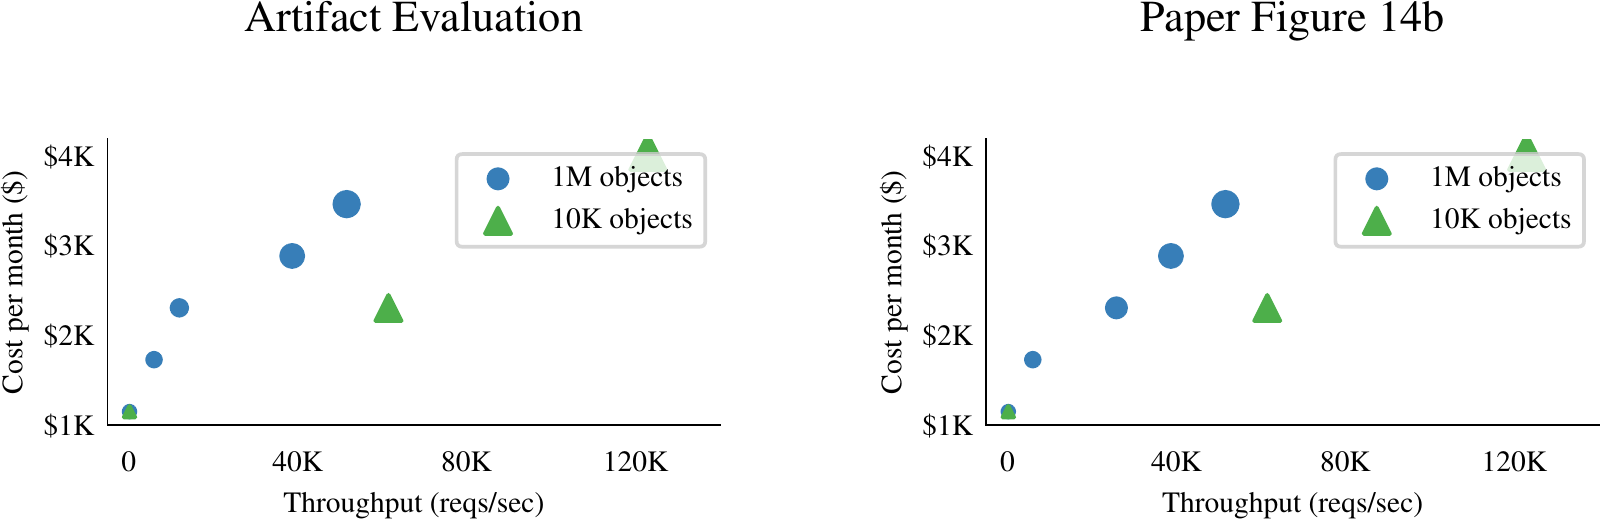 Artifact Evaluation
Cost per month ($)
$4K
$3K
$2K
$1K
1M objects
10K objects
0 40K 80K 120K
Throughput (reqs/sec)
Paper Figure 14b
Cost per month ($)
$4K
$3K
$2K
$1K
1M objects
10K objects
0 40K 80K 120K
Throughput (reqs/sec)